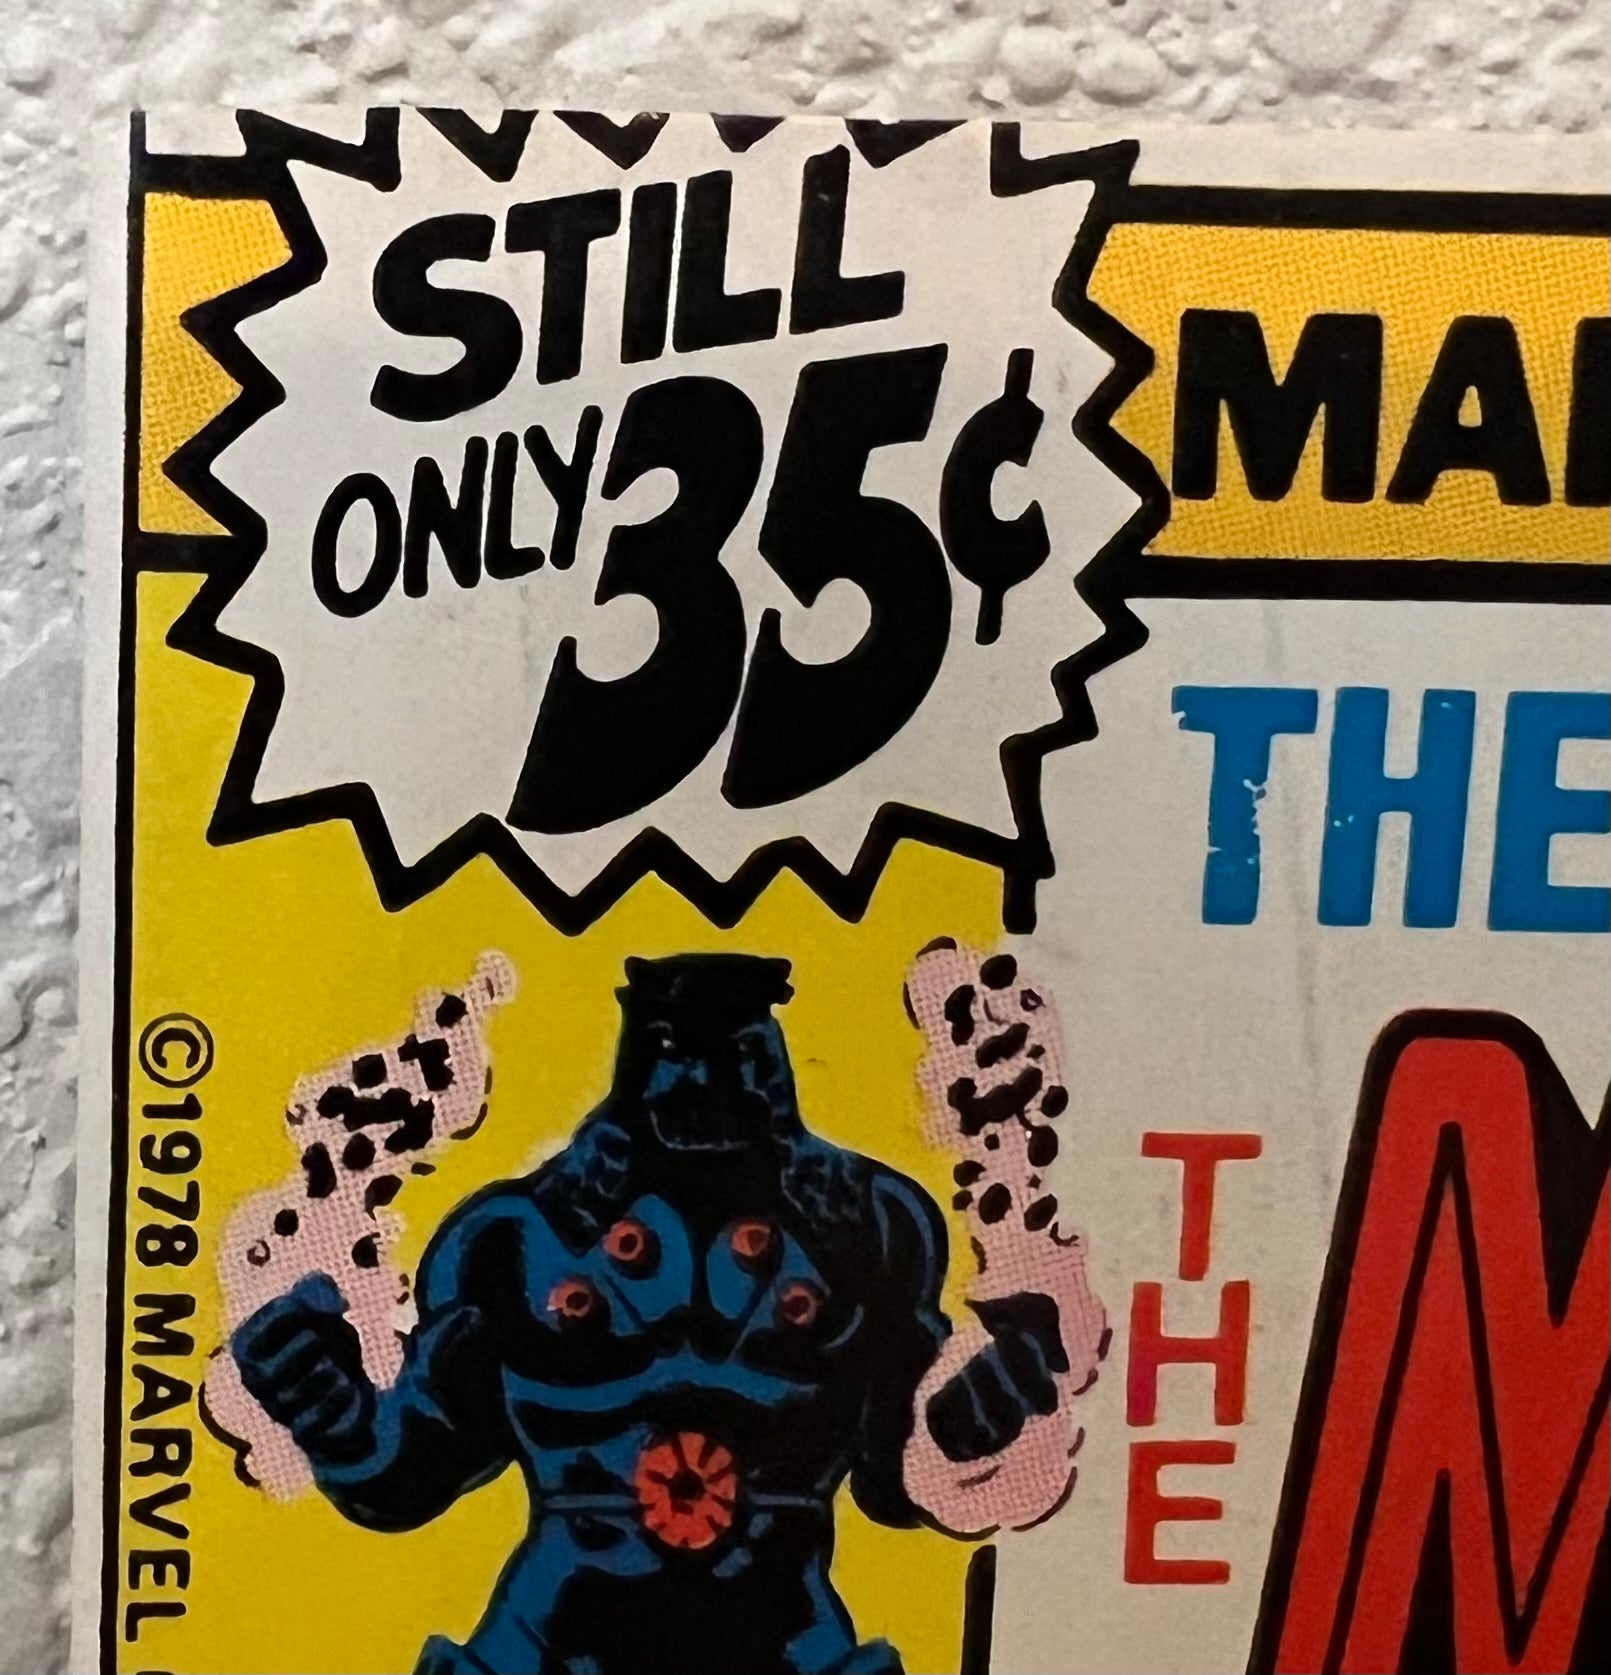 STILL
ONLY 35¢
MA
THE
THE
M
©1978 MARVEL